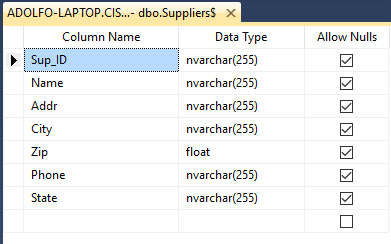 ADOLFO-LAPTOP.CIS...- dbo.Suppliers$
Column Name Data Type Allow Nulls
Sup_ID nvarchar(255)
Name nvarchar(255)
Addr nvarchar(255)
City nvarchar(255)
Zip float
Phone nvarchar(255)
State nvarchar(255)